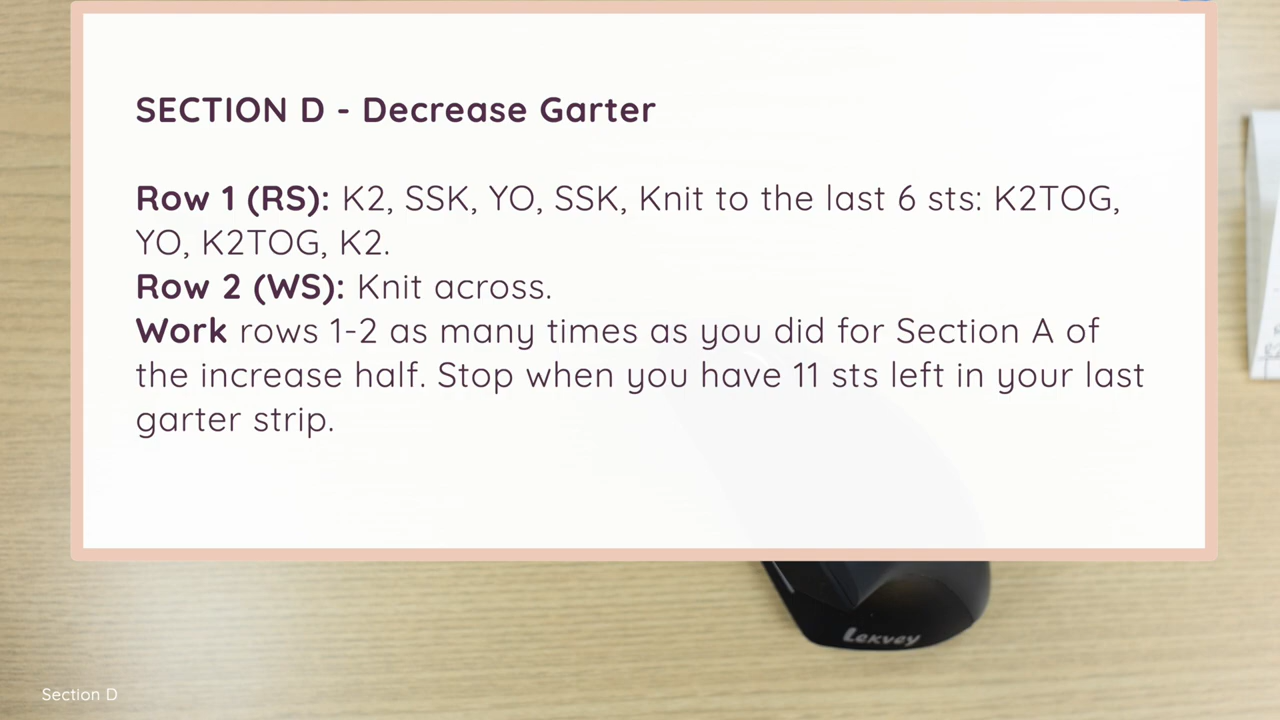 SECTION D - Decrease Garter
Row 1 (RS): K2, SSK, YO, SSK, Knit to the last 6 sts: K2TOG,
YO, K2TOG, K2.
Row 2 (WS): Knit across.
Work rows 1-2 as many times as you did for Section A of
the increase half. Stop when you have 11 sts left in your last
garter strip.
Lekvey
Section D